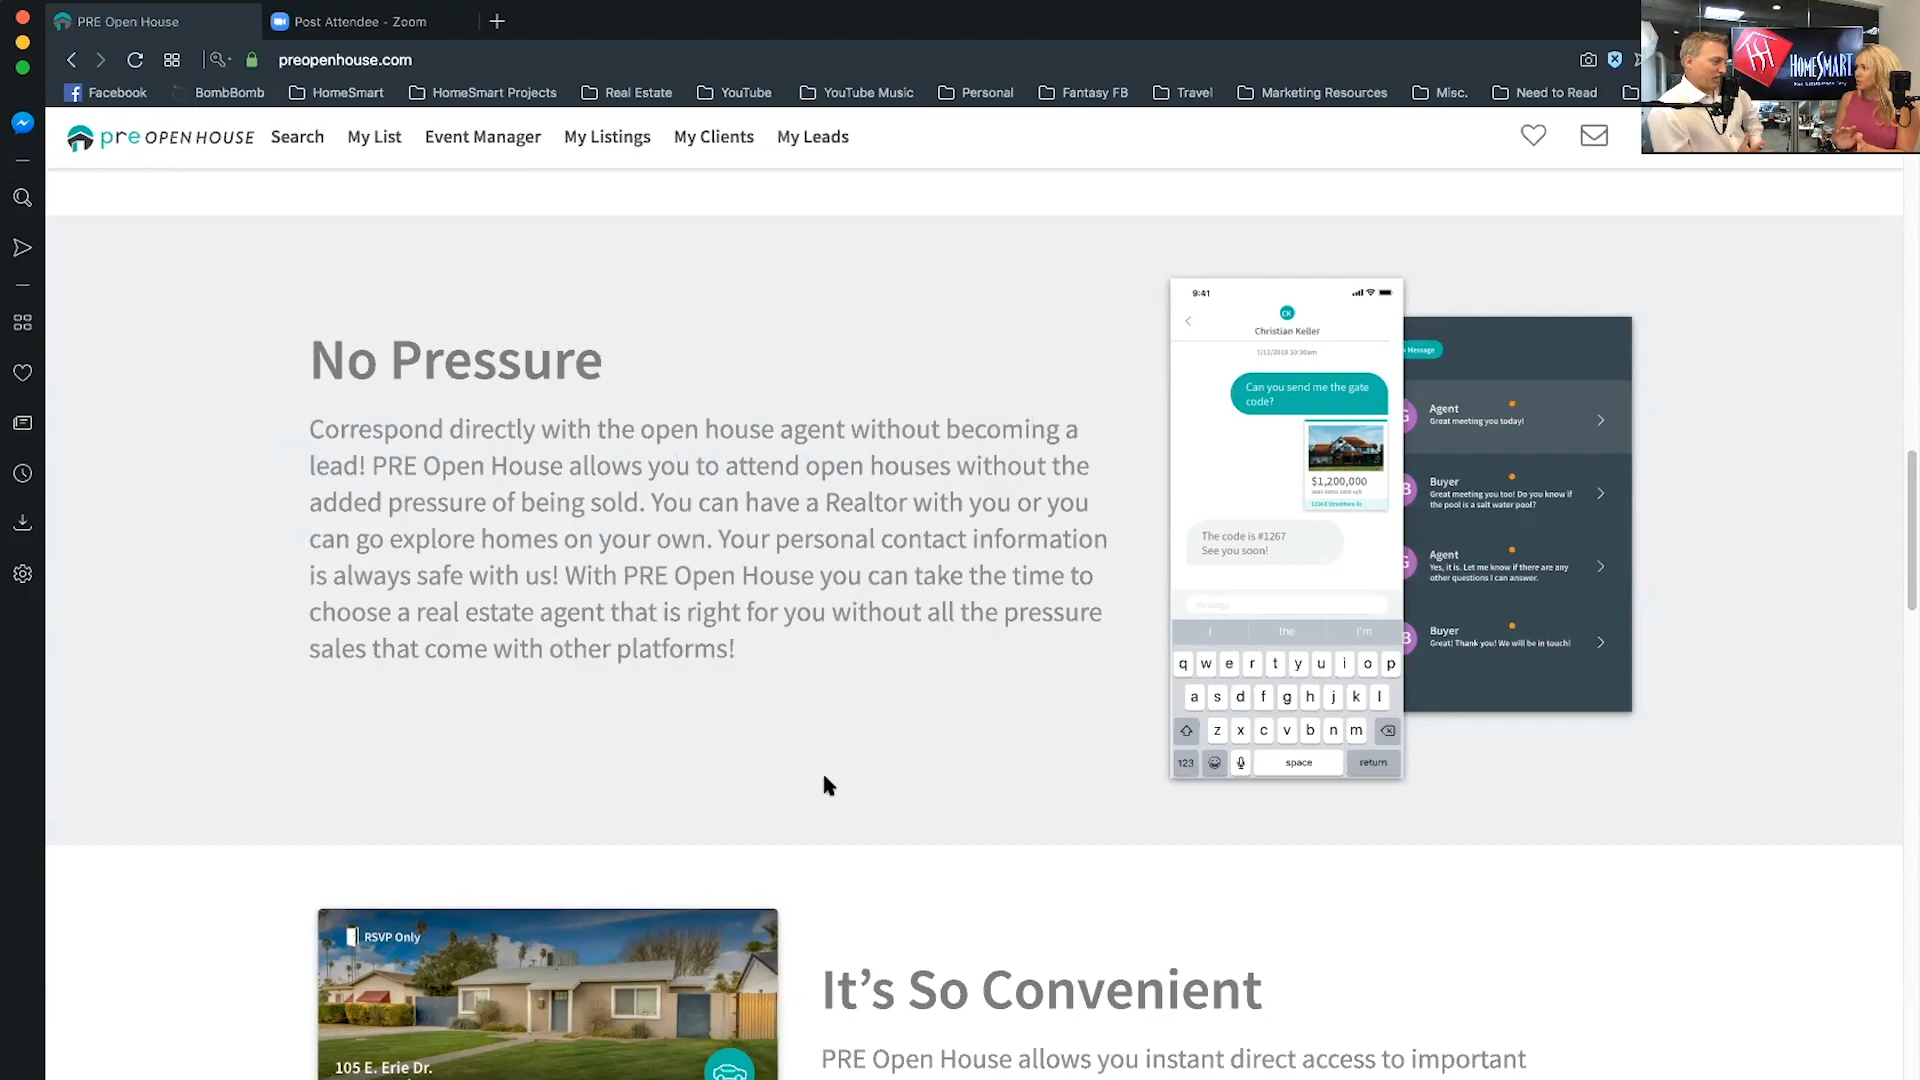 PRE Open House
Post Attendee - Zoom
preopenhouse.com
Facebook
BombBomb
HomeSmart
HomeSmart Projects
Real Estate
YouTube
YouTube Music
Personal
Fantasy FB
Travel
Marketing Resources
Misc.
Need to Read
HOMESMART
pre OPEN HOUSE
Search
My List
Event Manager
My Listings
My Clients
My Leads
No Pressure
Correspond directly with the open house agent without becoming a
lead! PRE Open House allows you to attend open houses without the
added pressure of being sold. You can have a Realtor with you or you
can go explore homes on your own. Your personal contact information
is always safe with us! With PRE Open House you can take the time to
choose a real estate agent that is right for you without all the pressure
sales that come with other platforms!
9:41
CK
Christian Keller
1/12/2018 10:30am
Can you send me the gate
code?
$1,200,000
The code is #1267
See you soon!
Message
I the I'm
q w e r t y u i o p
a s d f g h j k l
z x c v b n m
123 space return
Message
Agent
Great meeting you today!
B
Buyer
Great meeting you too! Do you know if
the pool is a salt water pool?
Agent
Yes, it is. Let me know if there are any
other questions I can answer.
B
Buyer
Great! Thank you! We will be in touch!
RSVP Only
105 E. Erie Dr.
It's So Convenient
PRE Open House allows you instant direct access to important